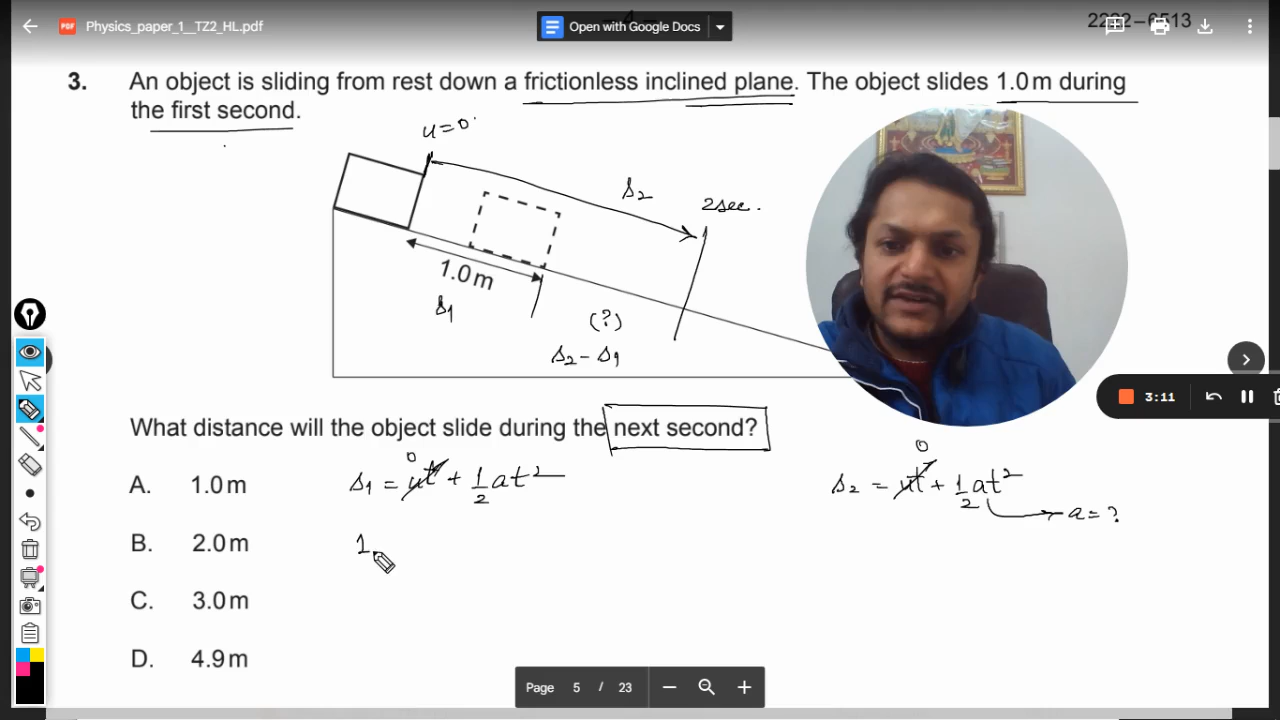 Physics_paper_1__TZ2_HL.pdf
Open with Google Docs
– 4 –
2222–6513
3. An object is sliding from rest down a frictionless inclined plane. The object slides 1.0 m during
the first second.
u=0
s₂
2sec.
1.0 m
s₁
(?)
s₂ – s₁
3:11
What distance will the object slide during the next second?
0
0
A. 1.0 m
s₁ = ut + 1/2 at²
s₂ = ut + 1/2 at²
a = ?
B. 2.0 m
1
C. 3.0 m
D. 4.9 m
Page 5 / 23